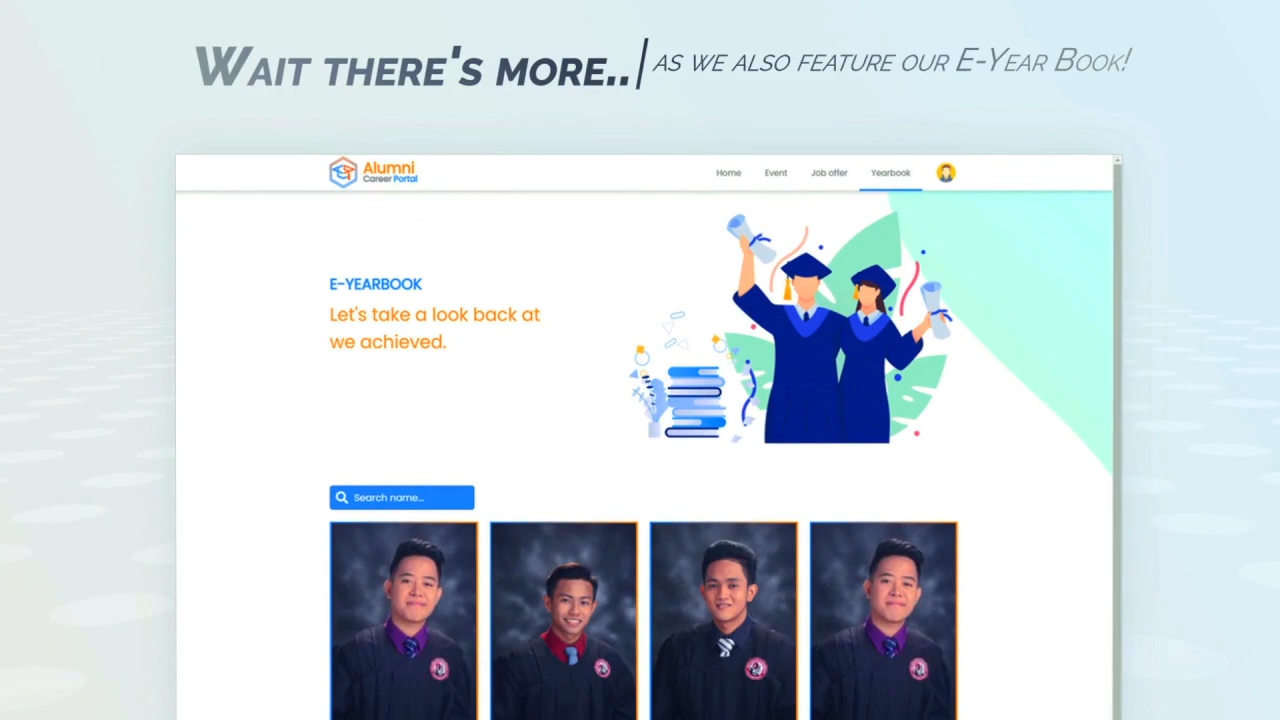 Wait there's more.. as we also feature our E-Year Book!
Alumni
Career Portal
Home Event Job offer Yearbook
E-YEARBOOK
Let's take a look back at
we achieved.
Search name...